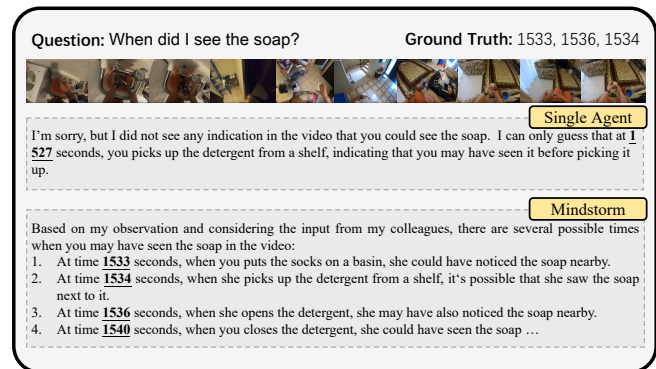 Question: When did I see the soap? Ground Truth: 1533, 1536, 1534
Single Agent
I'm sorry, but I did not see any indication in the video that you could see the soap. I can only guess that at 1
527 seconds, you picks up the detergent from a shelf, indicating that you may have seen it before picking it
up.
Mindstorm
Based on my observation and considering the input from my colleagues, there are several possible times
when you may have seen the soap in the video:
1. At time 1533 seconds, when you puts the socks on a basin, she could have noticed the soap nearby.
2. At time 1534 seconds, when she picks up the detergent from a shelf, it's possible that she saw the soap
next to it.
3. At time 1536 seconds, when she opens the detergent, she may have also noticed the soap nearby.
4. At time 1540 seconds, when you closes the detergent, she could have seen the soap …